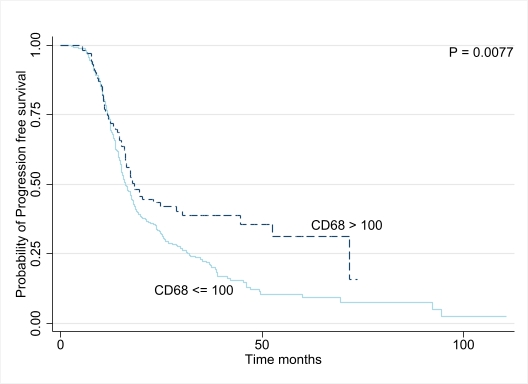 P = 0.0077
Probability of Progression free survival
1.00
0.75
0.50
0.25
0.00
CD68 > 100
CD68 <= 100
0
50
100
Time months